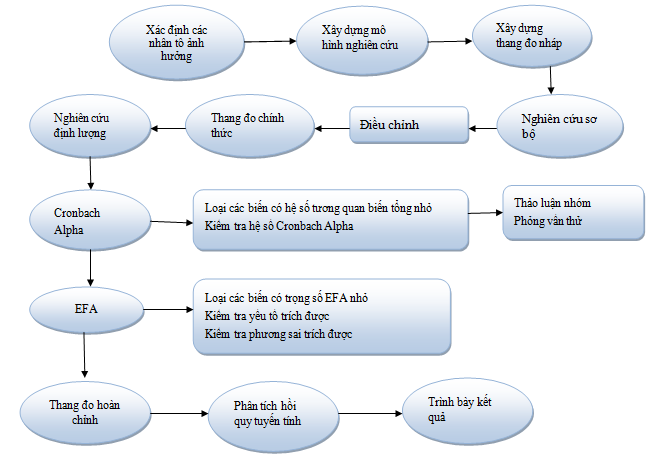 Xác định các
nhân tố ảnh
hưởng
Xây dựng mô
hình nghiên cứu
Xây dựng
thang đo nháp
Nghiên cứu sơ
bộ
Điều chỉnh
Thang đo chính
thức
Nghiên cứu
định lượng
Cronbach
Alpha
Loại các biến có hệ số tương quan biến tổng nhỏ
Kiểm tra hệ số Cronbach Alpha
Thảo luận nhóm
Phỏng vấn thử
EFA
Loại các biến có trọng số EFA nhỏ
Kiểm tra yếu tố trích được
Kiểm tra phương sai trích được
Thang đo hoàn
chỉnh
Phân tích hồi
quy tuyến tính
Trình bày kết
quả